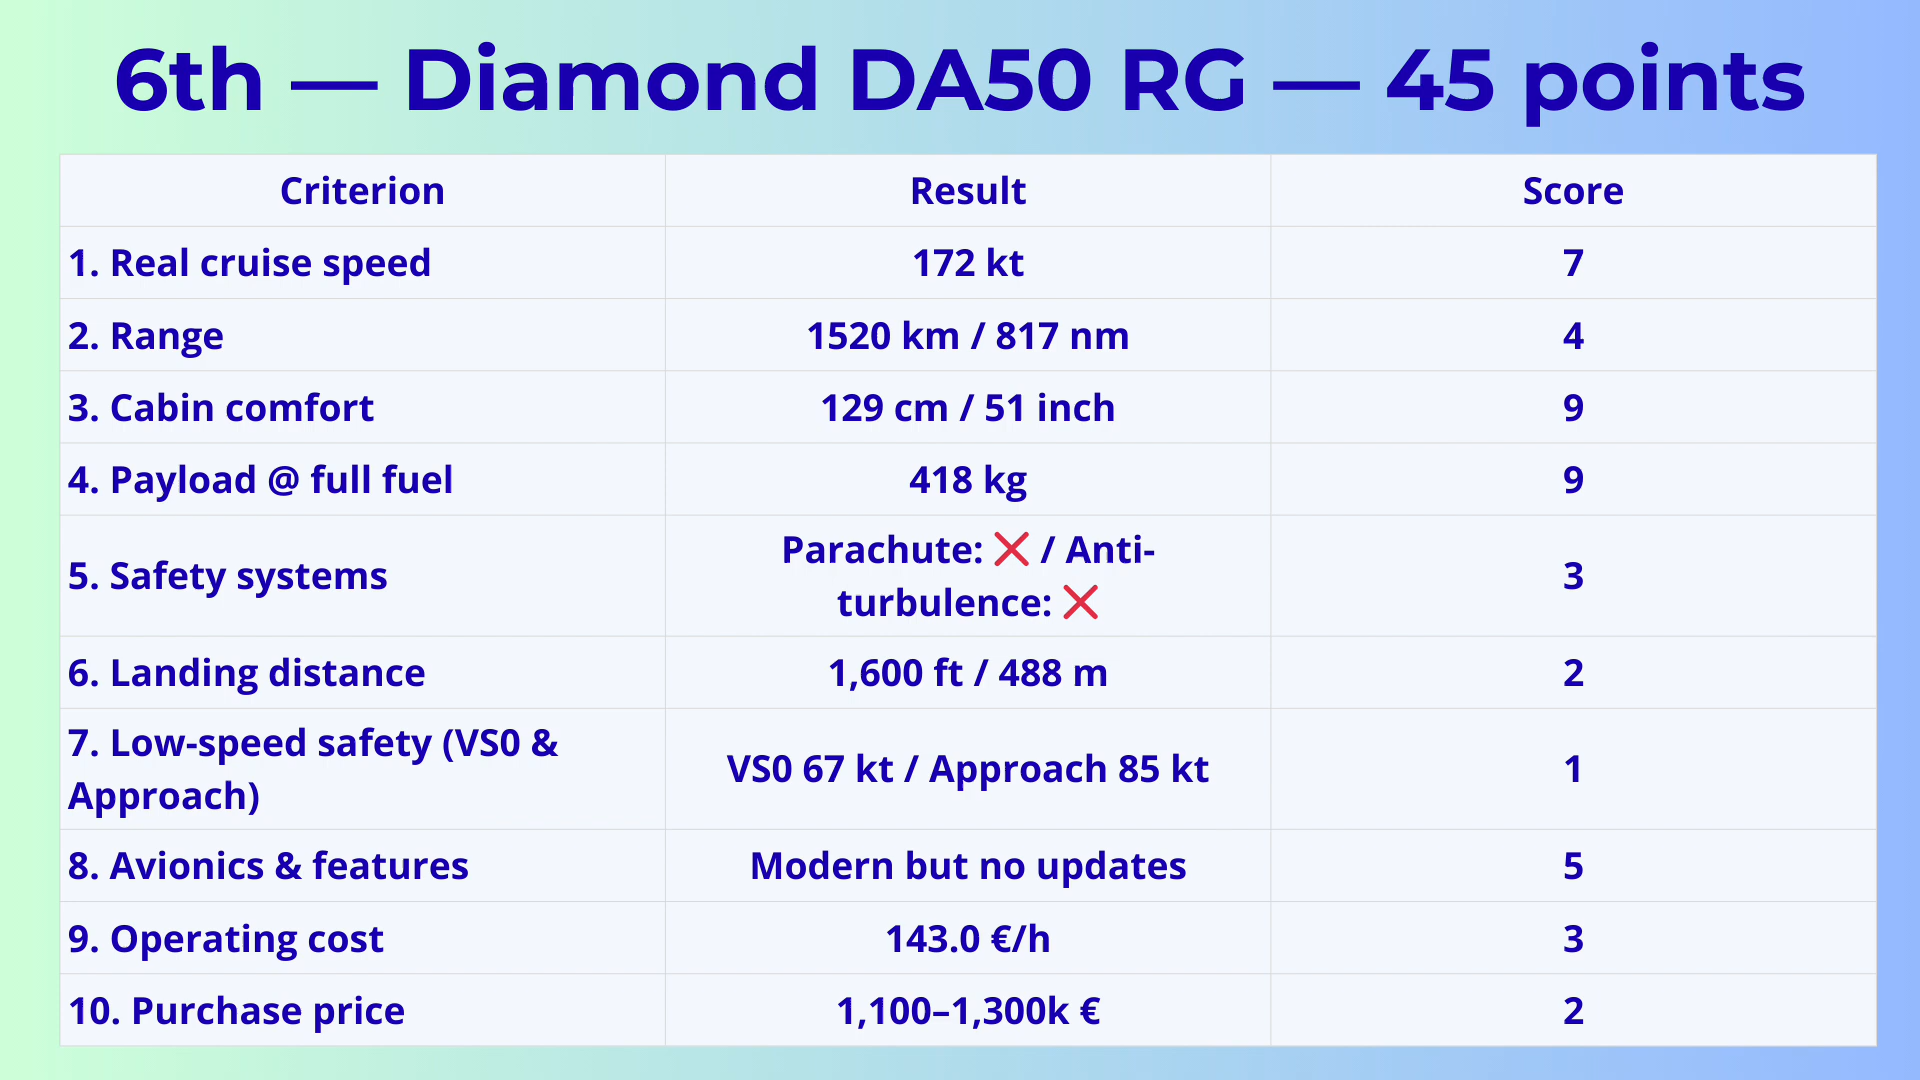 6th — Diamond DA50 RG — 45 points
Criterion Result Score
1. Real cruise speed 172 kt 7
2. Range 1520 km / 817 nm 4
3. Cabin comfort 129 cm / 51 inch 9
4. Payload @ full fuel 418 kg 9
5. Safety systems Parachute: ❌ / Anti-
turbulence: ❌ 3
6. Landing distance 1,600 ft / 488 m 2
7. Low-speed safety (VS0 &
Approach) VS0 67 kt / Approach 85 kt 1
8. Avionics & features Modern but no updates 5
9. Operating cost 143.0 €/h 3
10. Purchase price 1,100–1,300k € 2